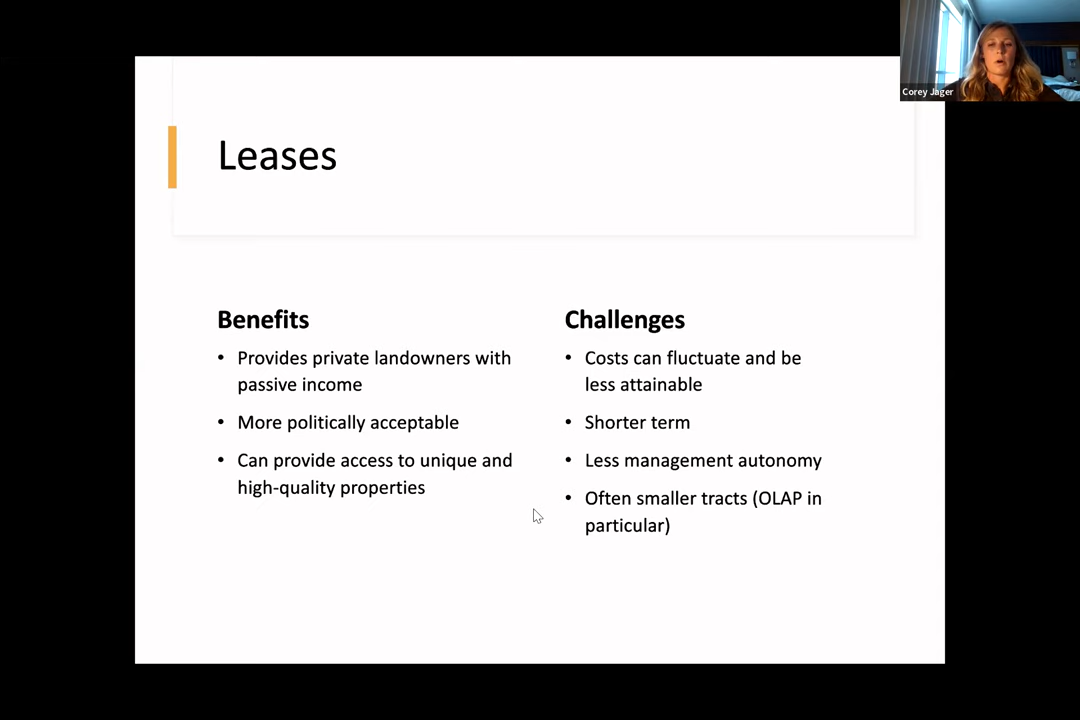 Corey Jager
Leases
Benefits
• Provides private landowners with
passive income
• More politically acceptable
• Can provide access to unique and
high-quality properties
Challenges
• Costs can fluctuate and be
less attainable
• Shorter term
• Less management autonomy
• Often smaller tracts (OLAP in
particular)